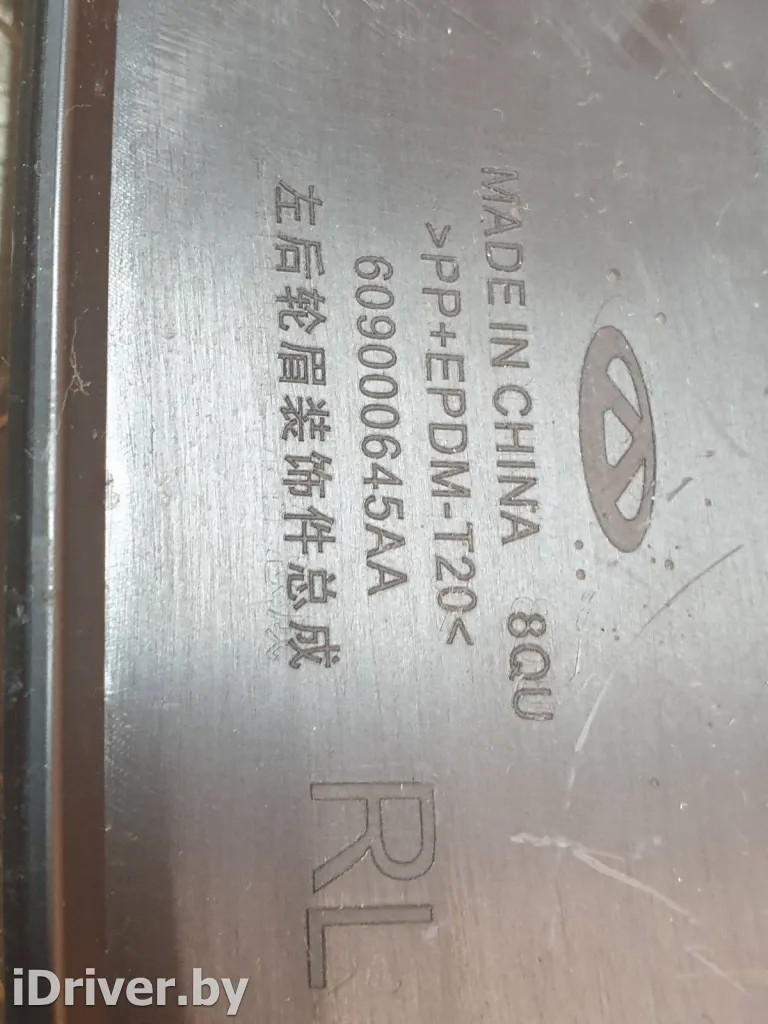 MADE IN CHINA 8QU
>PP+EPDM-T20<
609000645AA
左后轮眉装饰件总成
RL
iDriver.by